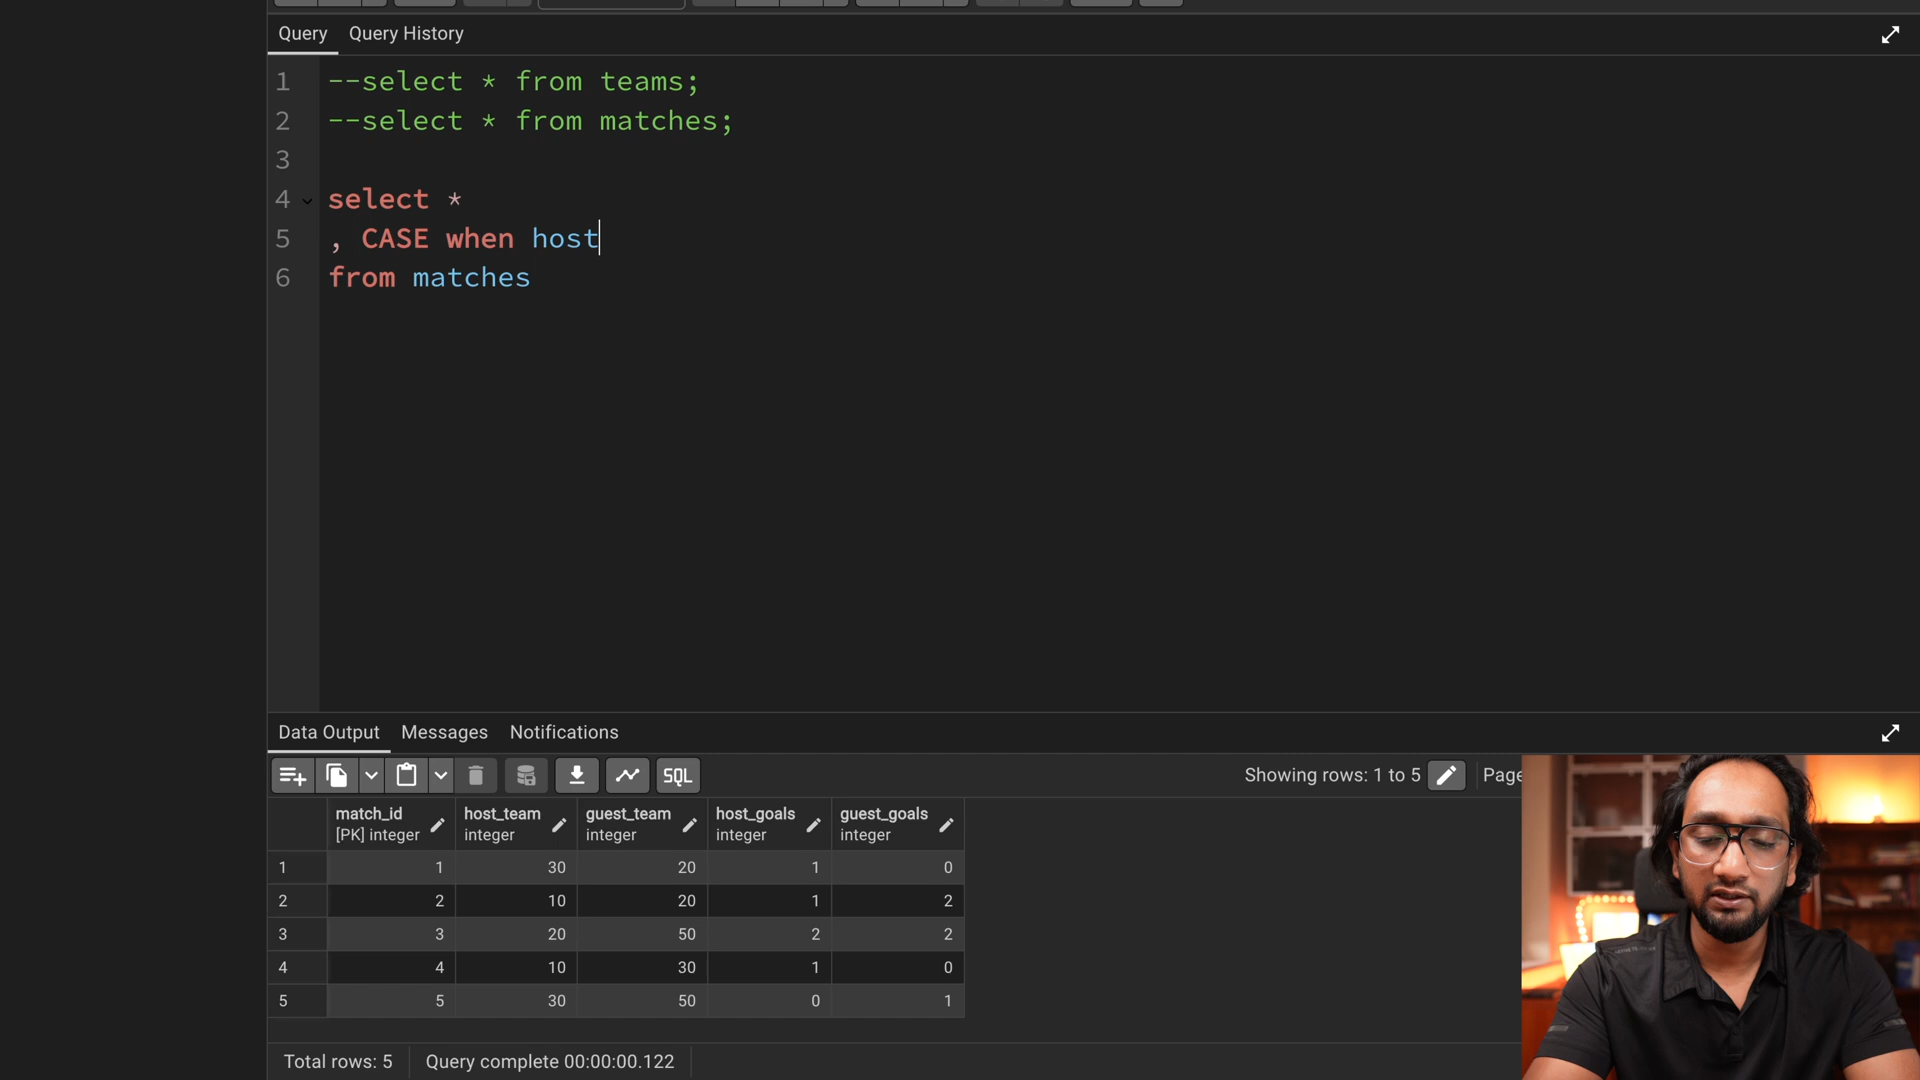 Query Query History
1 --select * from teams;
2 --select * from matches;
3
4 select *
5 , CASE when host
6 from matches
Data Output Messages Notifications
SQL Showing rows: 1 to 5 Page
match_id host_team guest_team host_goals guest_goals
[PK] integer integer integer integer integer
1 1 30 20 1 0
2 2 10 20 1 2
3 3 20 50 2 2
4 4 10 30 1 0
5 5 30 50 0 1
Total rows: 5 Query complete 00:00:00.122